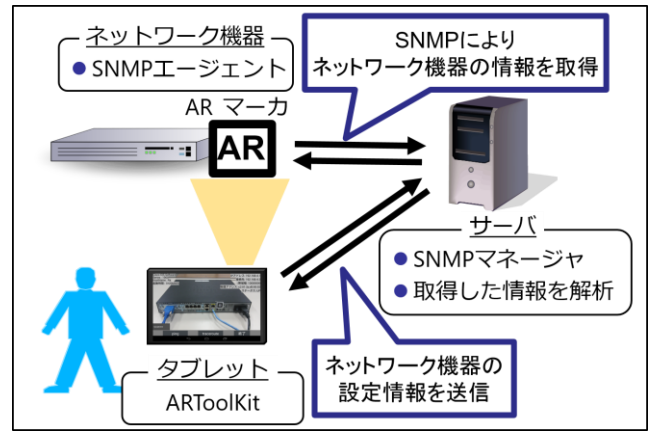 ネットワーク機器
● SNMPエージェント
SNMPにより
ネットワーク機器の情報を取得
AR マーカ
AR
サーバ
● SNMPマネージャ
● 取得した情報を解析
タブレット
ARToolKit
ネットワーク機器の
設定情報を送信